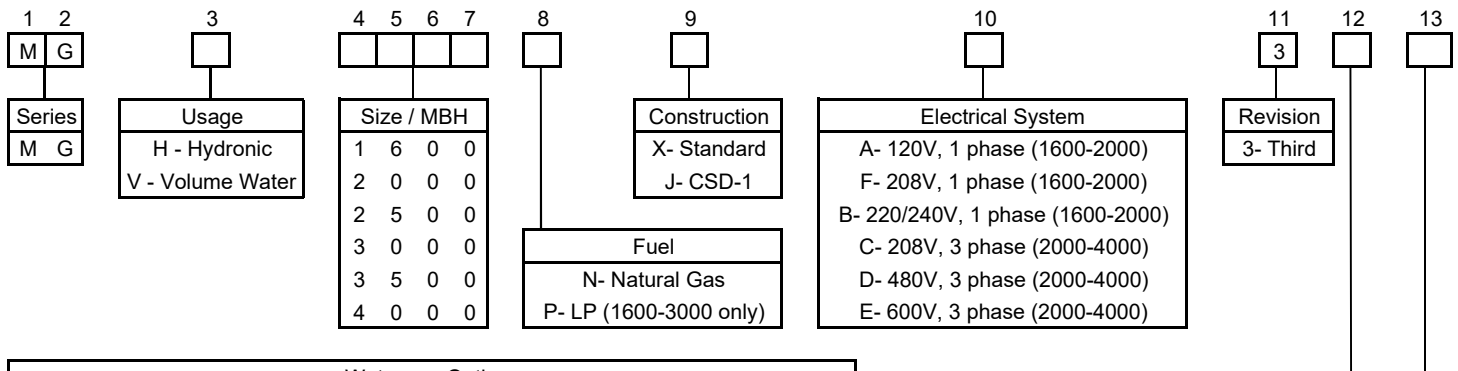 1 2 3 4 5 6 7 8 9 10 11 12 13
M G 3
Series Usage Size / MBH Construction Electrical System Revision
M G H - Hydronic 1 6 0 0 X- Standard A- 120V, 1 phase (1600-2000) 3- Third
V - Volume Water 2 0 0 0 J- CSD-1 F- 208V, 1 phase (1600-2000)
2 5 0 0 B- 220/240V, 1 phase (1600-2000)
3 0 0 0 Fuel C- 208V, 3 phase (2000-4000)
3 5 0 0 N- Natural Gas D- 480V, 3 phase (2000-4000)
4 0 0 0 P- LP (1600-3000 only) E- 600V, 3 phase (2000-4000)